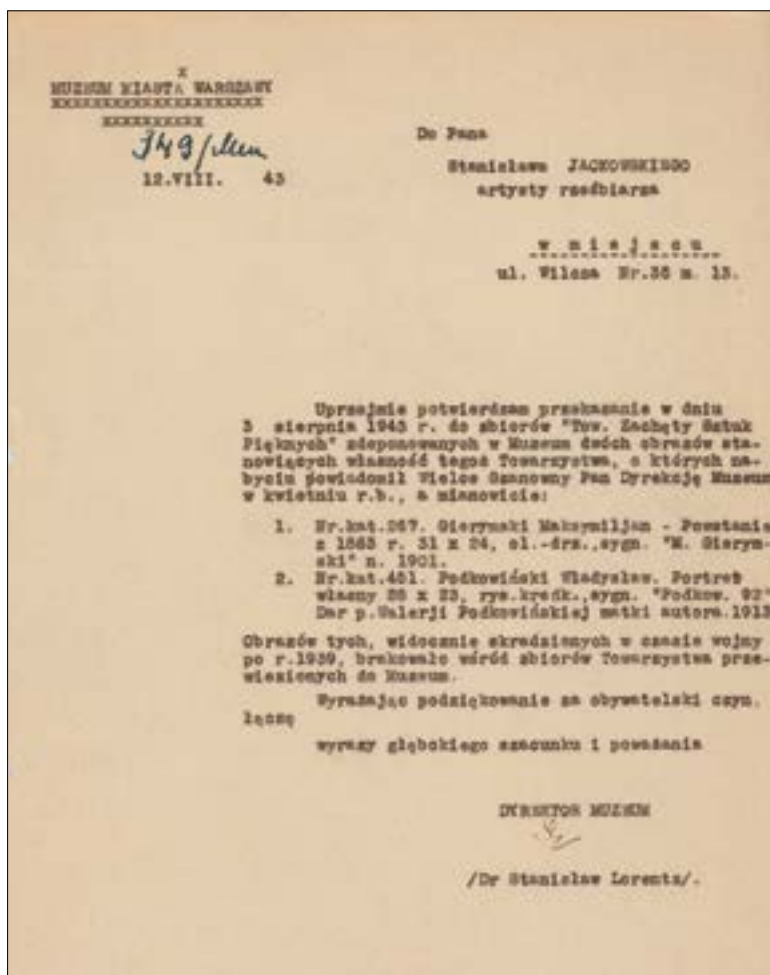 X
MUZEUM MIASTA WARSZAWY
XXXXXXXXXXXXXXXXXXXXX
XXXXXXXXXX
349/Mun
12.VIII. 43
Do Pana
Stanisława JACKOWSKIEGO
artysty rzeźbiarza
w miejscu
ul. Wilcza Nr.36 m. 13.
Uprzejmie potwierdzam przekazanie w dniu
3 sierpnia 1943 r. do zbiorów "Tow. Zachęty Sztuk
Pięknych" zdeponowanych w Muzeum dwóch obrazów sta-
nowiących własność tegoż Towarzystwa, o których na-
byciu powiadomił Wielce Szanowny Pan Dyrekcję Muzeum
w kwietniu r.b., a mianowicie:
1. Nr.kat.267. Gierymski Maksymiljan - Powstanie
z 1863 r. 31 x 24, ol.-drz.,sygn. "M. Gierym-
ski" n. 1901.
2. Nr.kat.451. Podkowiński Władysław. Portret
własny 28 x 23, rys.kredk.,sygn. "Podkow. 92"
Dar p.Walerji Podkowińskiej matki autora.1913
Obrazów tych, widocznie skradzionych w czasie wojny
po r.1939, brakowało wśród zbiorów Towarzystwa prze-
wiezionych do Muzeum.
Wyrażając podziękowanie za obywatelski czyn,
łączę
wyrazy głębokiego szacunku i poważania
DYREKTOR MUZEUM
/Dr Stanisław Lorentz/.